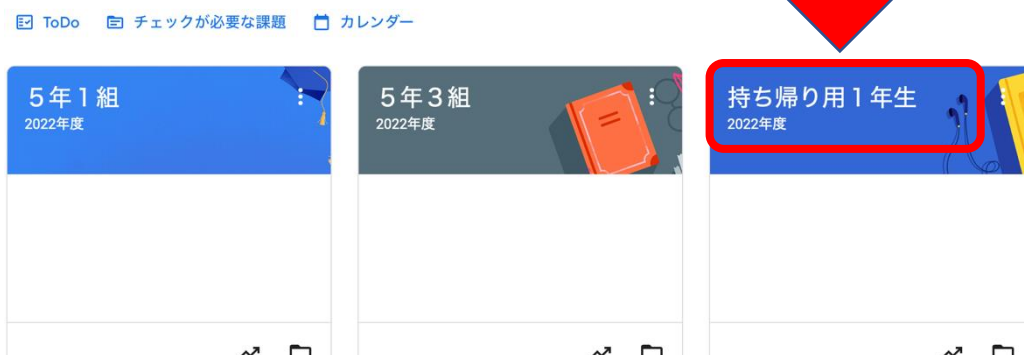 ToDo チェックが必要な課題 カレンダー
５年１組
2022年度
５年３組
2022年度
持ち帰り用１年生
2022年度